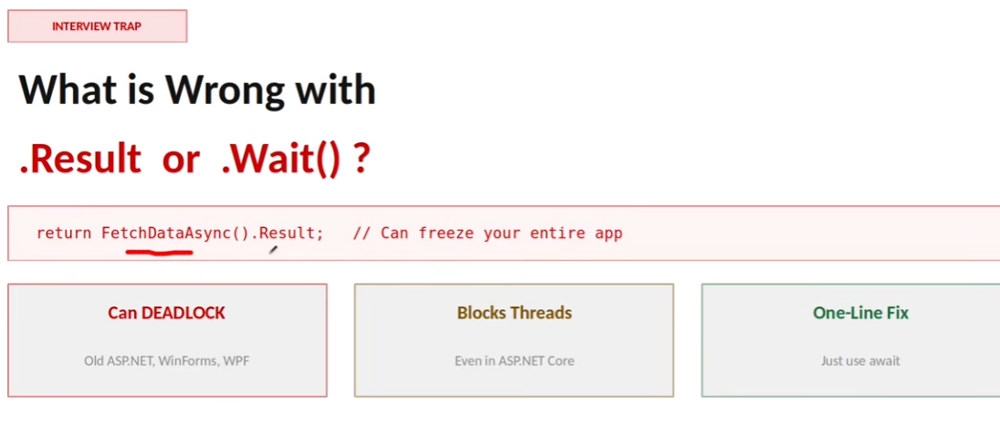 INTERVIEW TRAP
What is Wrong with
.Result or .Wait() ?
return FetchDataAsync().Result; // Can freeze your entire app
Can DEADLOCK
Old ASP.NET, WinForms, WPF
Blocks Threads
Even in ASP.NET Core
One-Line Fix
Just use await